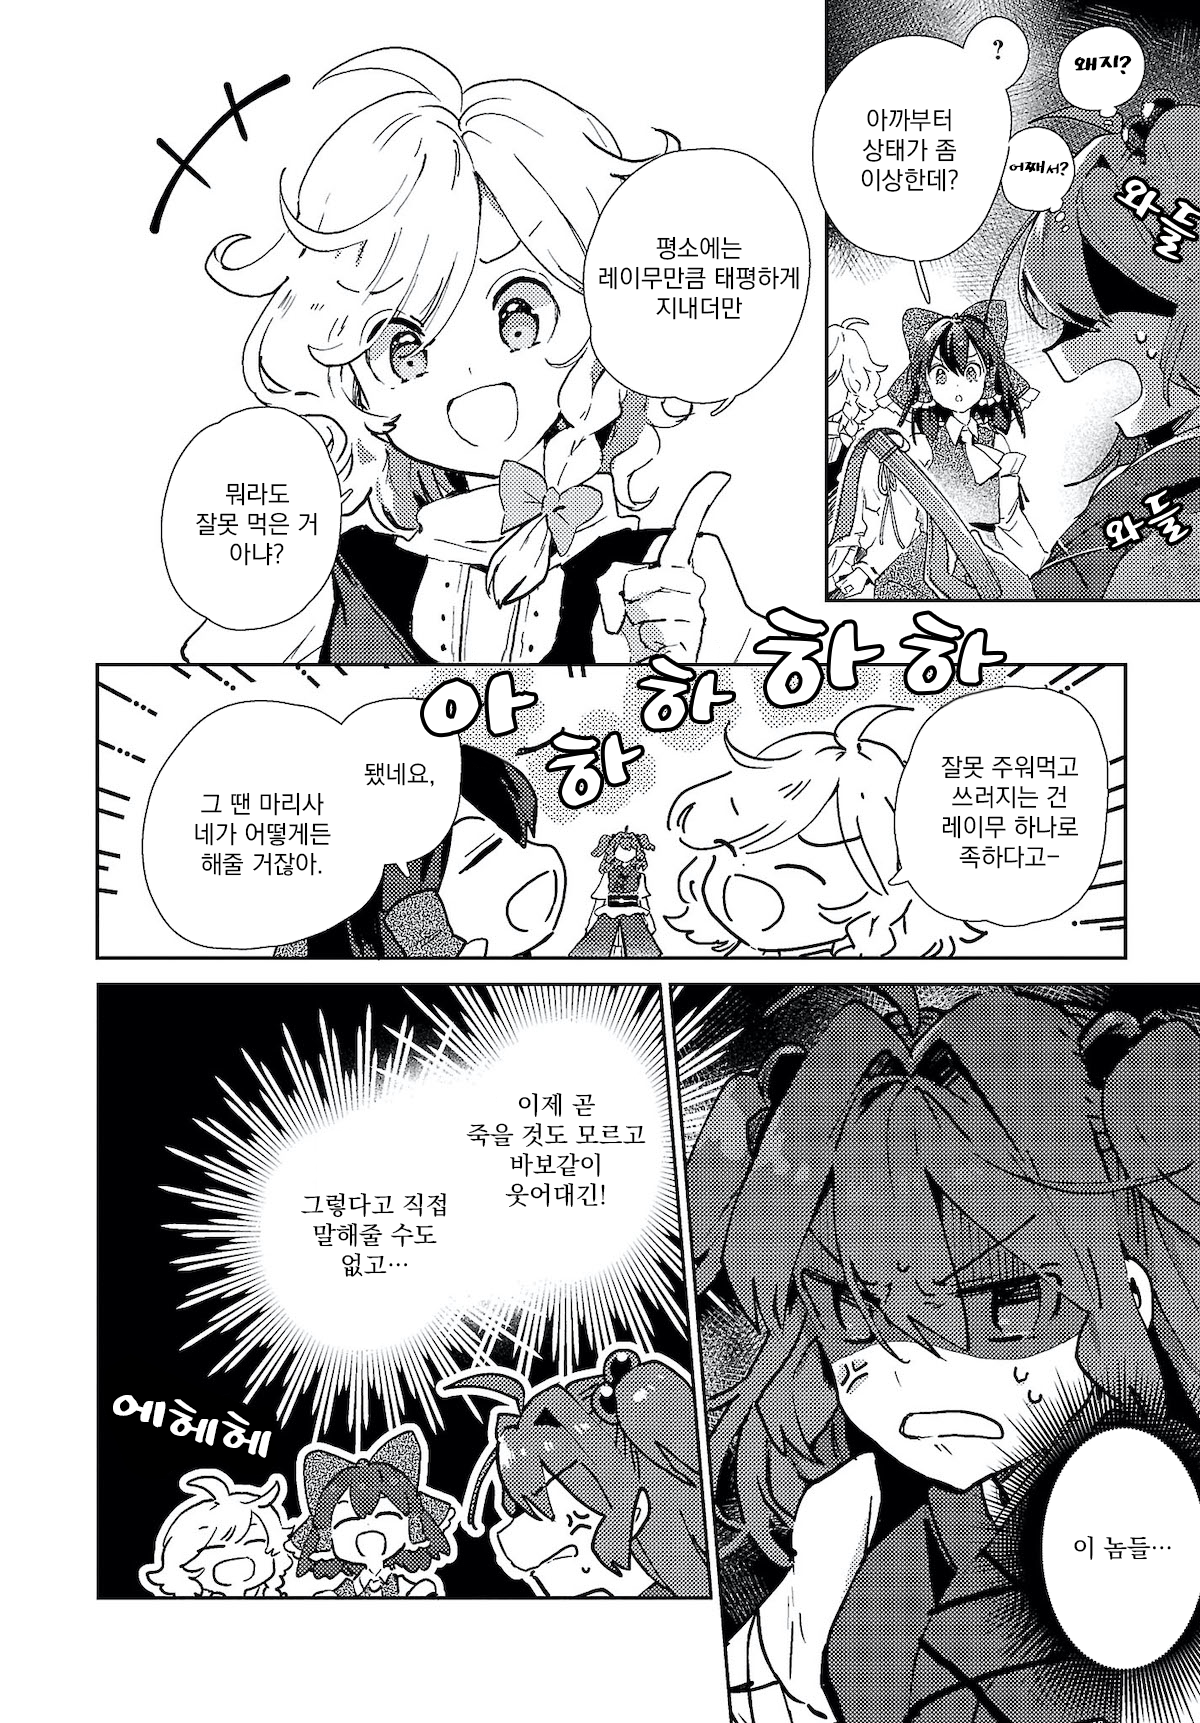 왜지?
?
어째서?
아까부터
상태가 좀
이상한데?
와들
와들
평소에는
레이무만큼 태평하게
지내더만
뭐라도
잘못 먹은 거
아냐?
잘못 주워먹고
쓰러지는 건
레이무 하나로
족하다고-
아
하
하
하
하
됐네요,
그 땐 마리사
네가 어떻게든
해줄 거잖아.
이 놈들…
이제 곧
죽을 것도 모르고
바보같이
웃어대긴!
그렇다고 직접
말해줄 수도
없고…
에헤헤